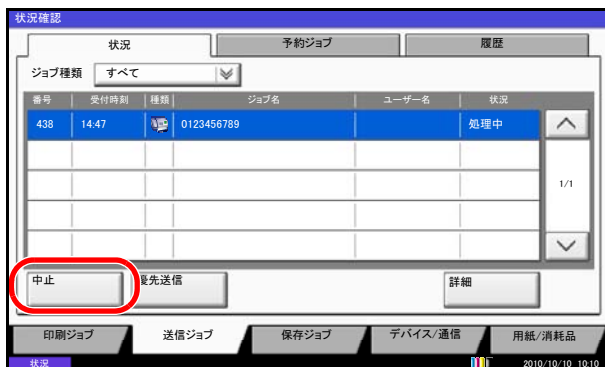 状況確認
状況 予約ジョブ 履歴
ジョブ種類 すべて
番号 受付時刻 種類 ジョブ名 ユーザー名 状況
438 14:47 0123456789 処理中
1/1
中止 優先送信 詳細
印刷ジョブ 送信ジョブ 保存ジョブ デバイス/通信 用紙/消耗品
状況 2010/10/10 10:10